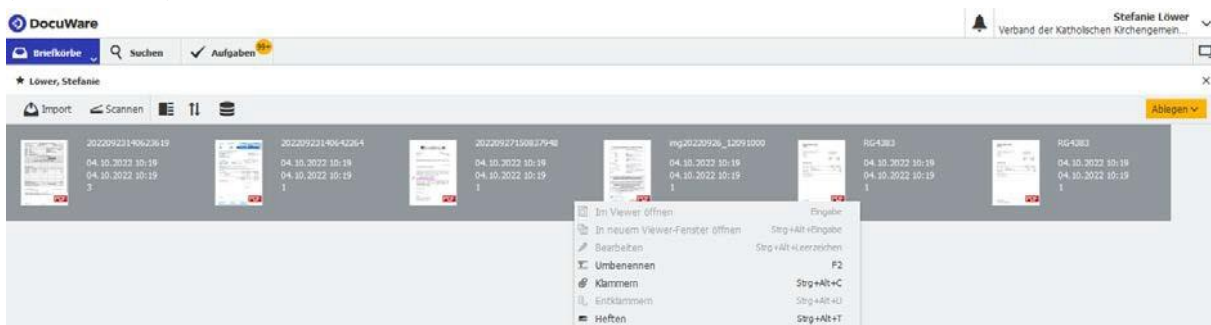 DocuWare
Stefanie Löwer
Verband der Katholischen Kirchengemein...
Briefkörbe
Suchen
Aufgaben 99+
Löwer, Stefanie
Import
Scannen
Ablegen
20220923140623619
04.10.2022 10:19
04.10.2022 10:19
3
20220923140642264
04.10.2022 10:19
04.10.2022 10:19
1
20220927150837948
04.10.2022 10:19
04.10.2022 10:19
1
img20220926_12091000
04.10.2022 10:19
04.10.2022 10:19
1
RG4383
04.10.2022 10:19
04.10.2022 10:19
1
RG4383
04.10.2022 10:19
04.10.2022 10:19
1
PDF
PDF
PDF
PDF
PDF
PDF
Im Viewer öffnen Eingabe
In neuem Viewer-Fenster öffnen Strg+Alt+Eingabe
Bearbeiten Strg+Alt+Leerzeichen
Umbenennen F2
Klammern Strg+Alt+C
Entklammern Strg+Alt+U
Heften Strg+Alt+T